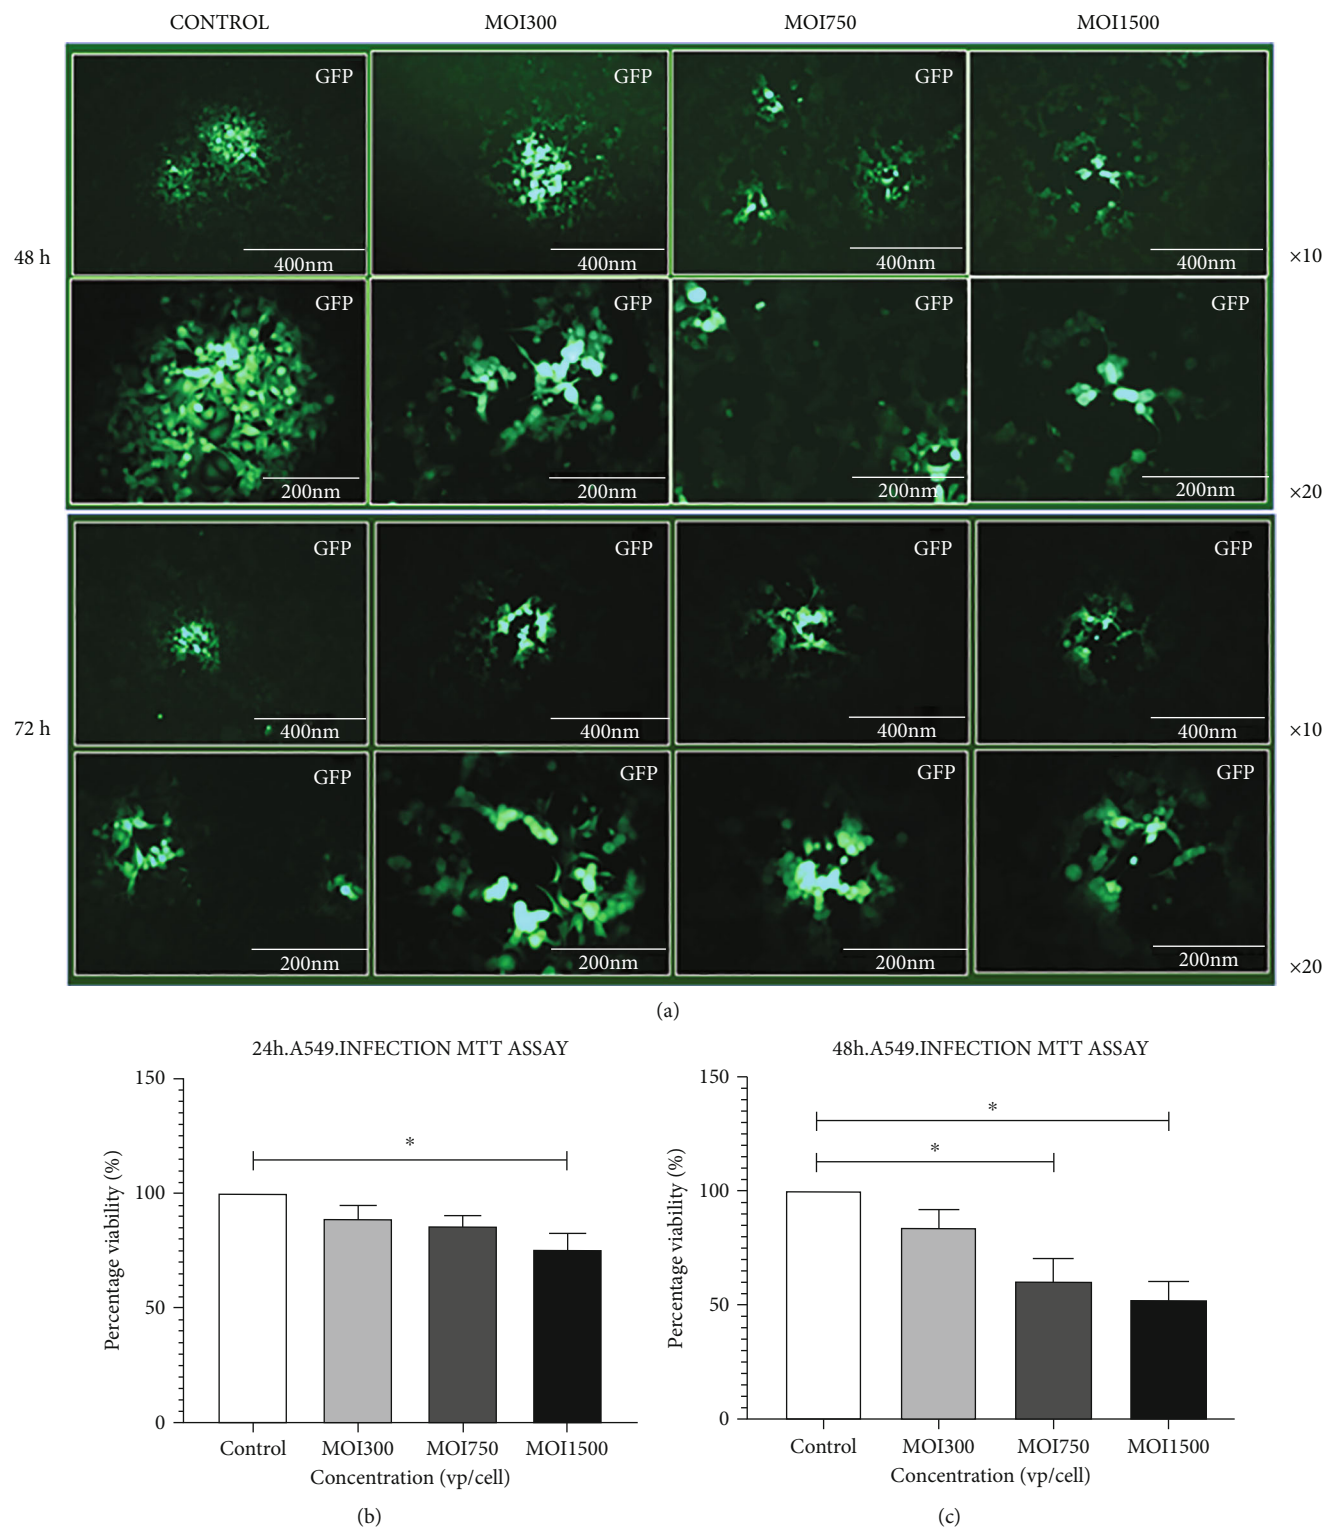 CONTROL MOI300 MOI750 MOI1500
GFP GFP GFP GFP
400nm 400nm 400nm 400nm
48 h ×10
GFP GFP GFP GFP
200nm 200nm 200nm 200nm
×20
GFP GFP GFP GFP
400nm 400nm 400nm 400nm
72 h ×10
GFP GFP GFP GFP
200nm 200nm 200nm 200nm
×20
(a)
24h.A549.INFECTION MTT ASSAY
Percentage viability (%)
150
100
50
0
*
Control MOI300 MOI750 MOI1500
Concentration (vp/cell)
(b)
48h.A549.INFECTION MTT ASSAY
Percentage viability (%)
150
100
50
0
*
*
Control MOI300 MOI750 MOI1500
Concentration (vp/cell)
(c)